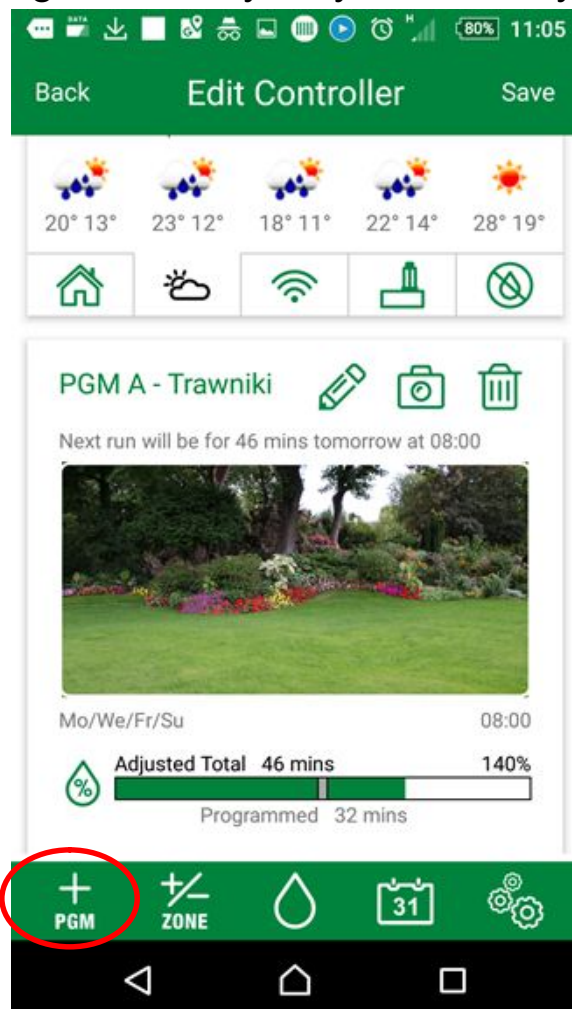 DATA
H
80% 11:05
Back Edit Controller Save
20° 13° 23° 12° 18° 11° 22° 14° 28° 19°
PGM A - Trawniki
Next run will be for 46 mins tomorrow at 08:00
Mo/We/Fr/Su 08:00
Adjusted Total 46 mins 140%
%
Programmed 32 mins
+ +/− 31
PGM ZONE